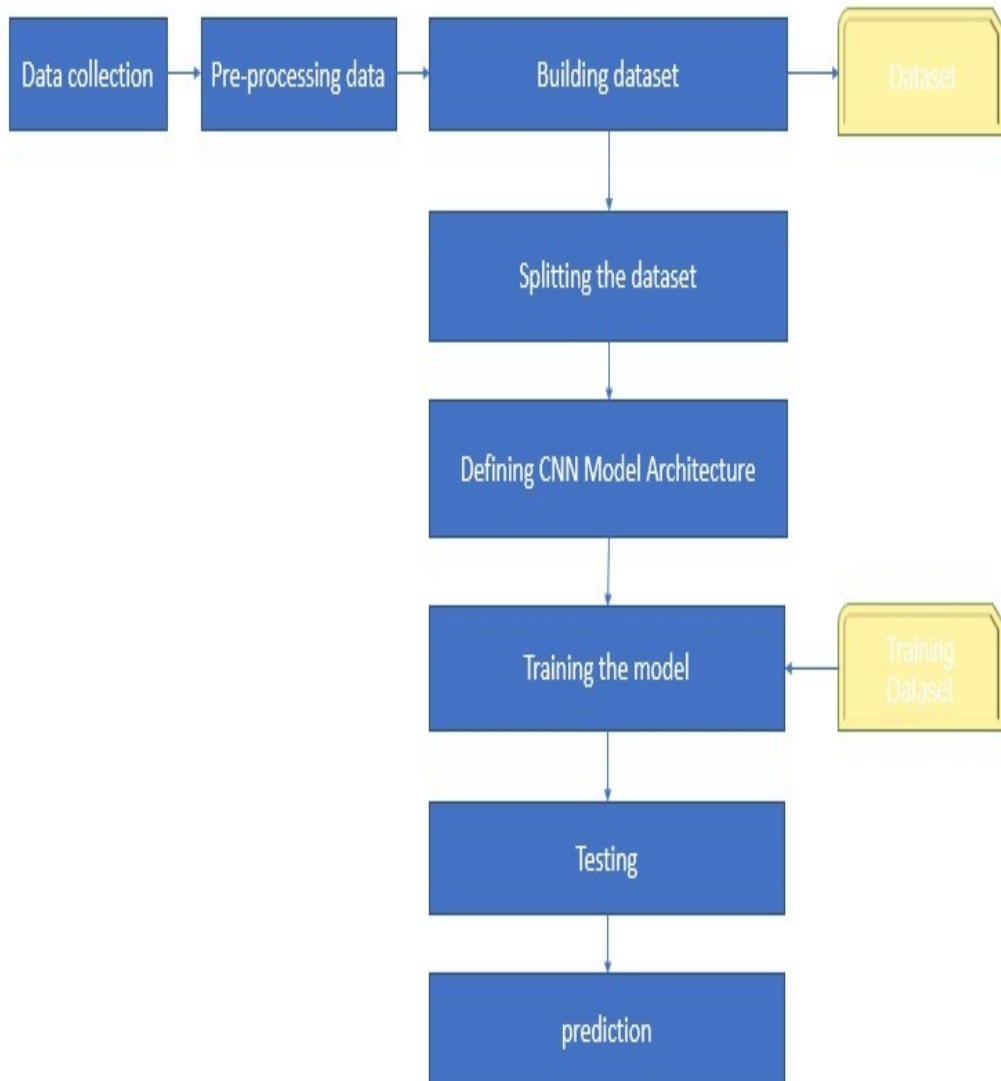 Data collection
Pre-processing data
Building dataset
Dataset
Splitting the dataset
Defining CNN Model Architecture
Training the model
Training
Dataset
Testing
prediction